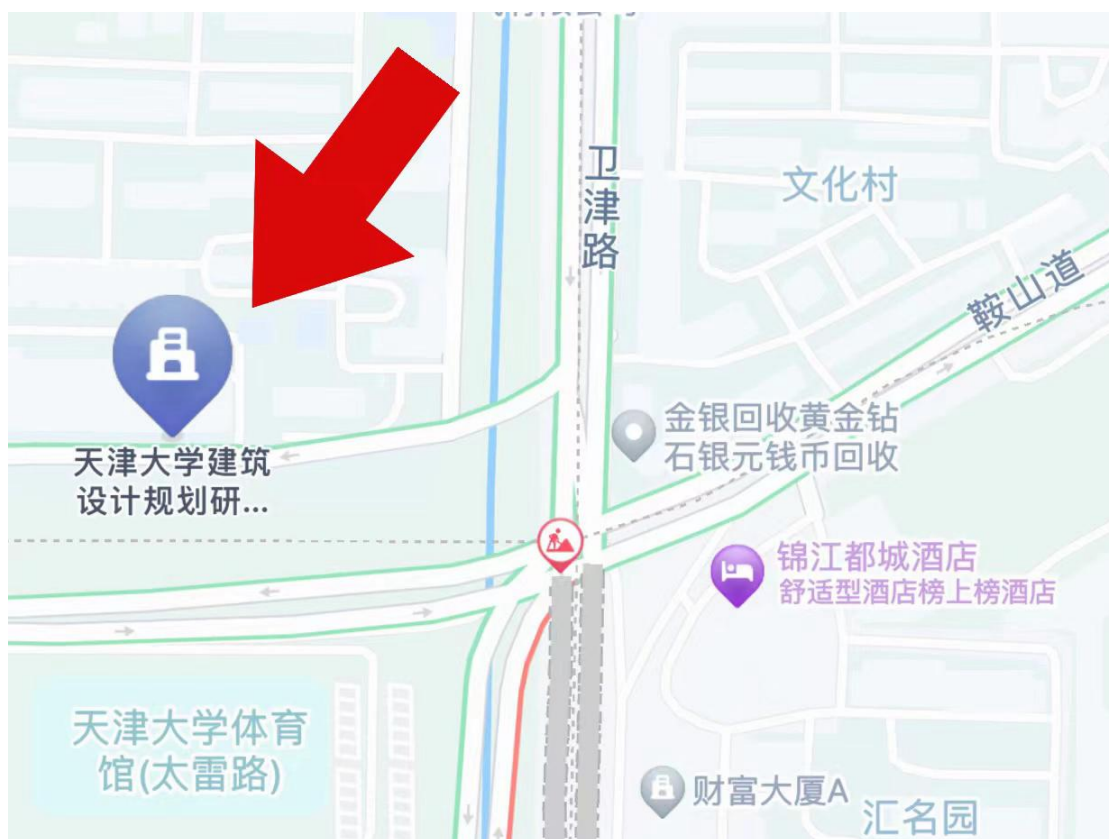 卫津路
文化村
鞍山道
金银回收黄金钻
石银元钱币回收
天津大学建筑
设计规划研...
锦江都城酒店
舒适型酒店榜上榜酒店
天津大学体育
馆(太雷路)
财富大厦A
汇名园